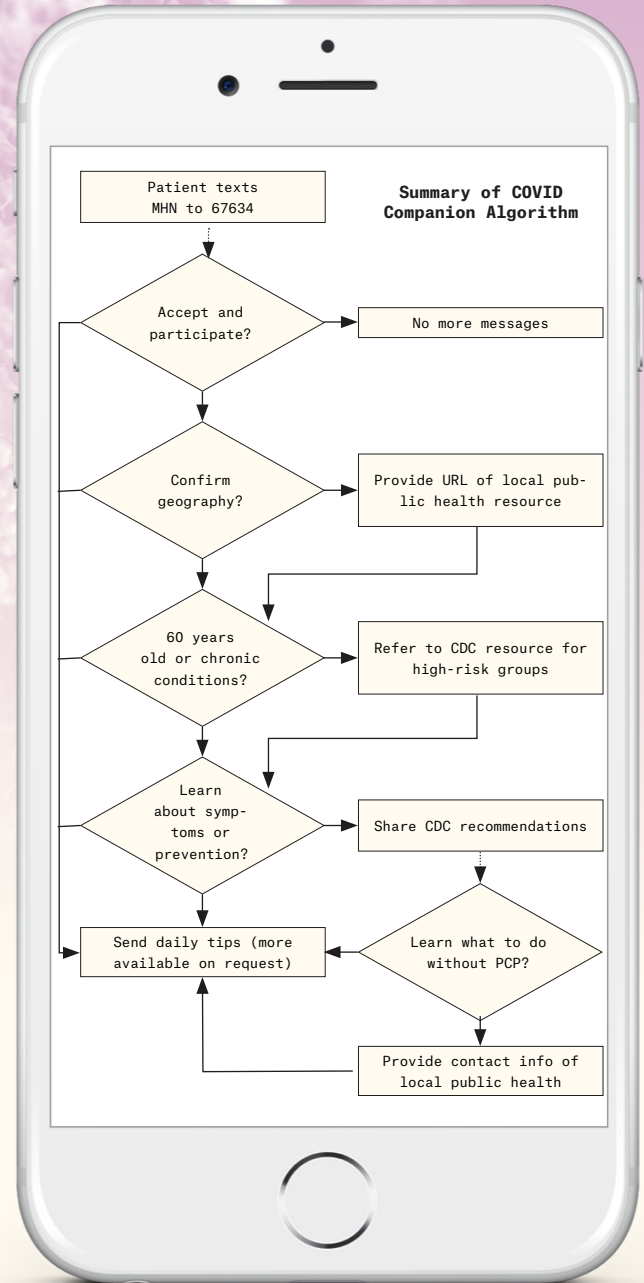 Patient texts
MHN to 67634
Summary of COVID
Companion Algorithm
Accept and
participate?
No more messages
Confirm
geography?
Provide URL of local pub-
lic health resource
60 years
old or chronic
conditions?
Refer to CDC resource for
high-risk groups
Learn
about symp-
toms or
prevention?
Share CDC recommendations
Send daily tips (more
available on request)
Learn what to do
without PCP?
Provide contact info of
local public health